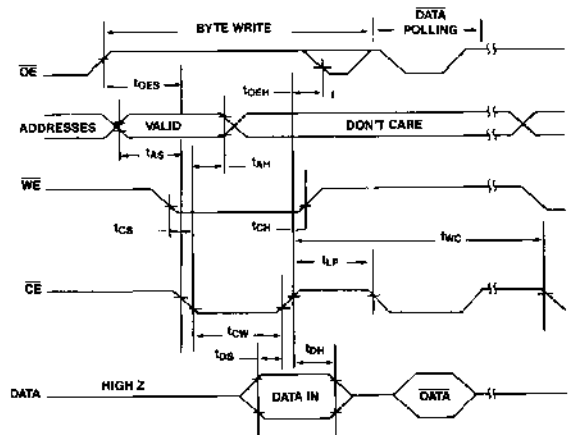 BYTE WRITE
DATA
POLLING
OE
tOES
tOEH
ADDRESSES
VALID
DON'T CARE
tAS
tAH
WE
tCS
tCH
tWC
tLP
CE
tCW
tDS
tDH
DATA
HIGH Z
DATA IN
DATA